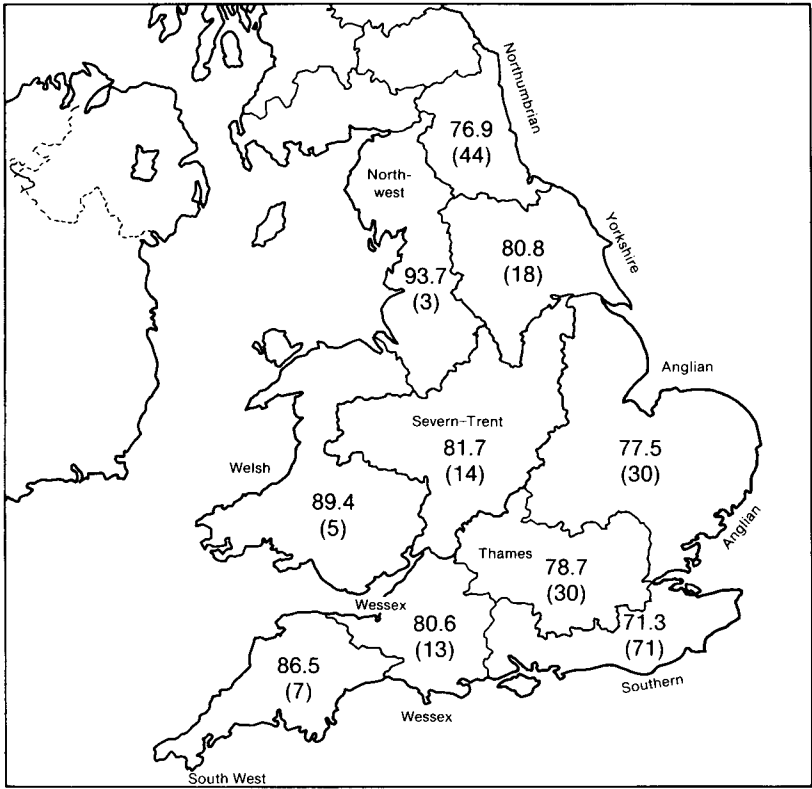 Northumbrian
76.9
(44)
North-
west
Yorkshire
80.8
(18)
93.7
(3)
Anglian
Severn-Trent
81.7
(14)
77.5
(30)
Welsh
89.4
(5)
Anglian
Thames
78.7
(30)
Wessex
80.6
(13)
71.3
(71)
86.5
(7)
Southern
Wessex
South West